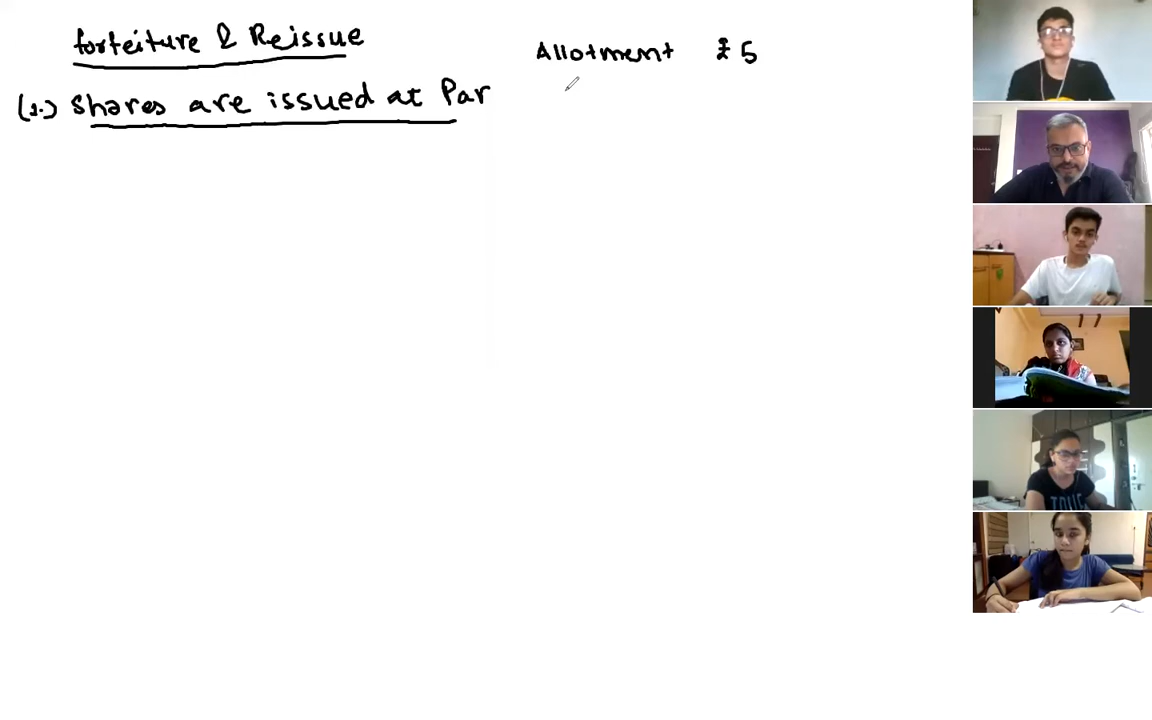 forfeiture & Reissue
(1.) Shares are issued at Par
Allotment ₹ 5